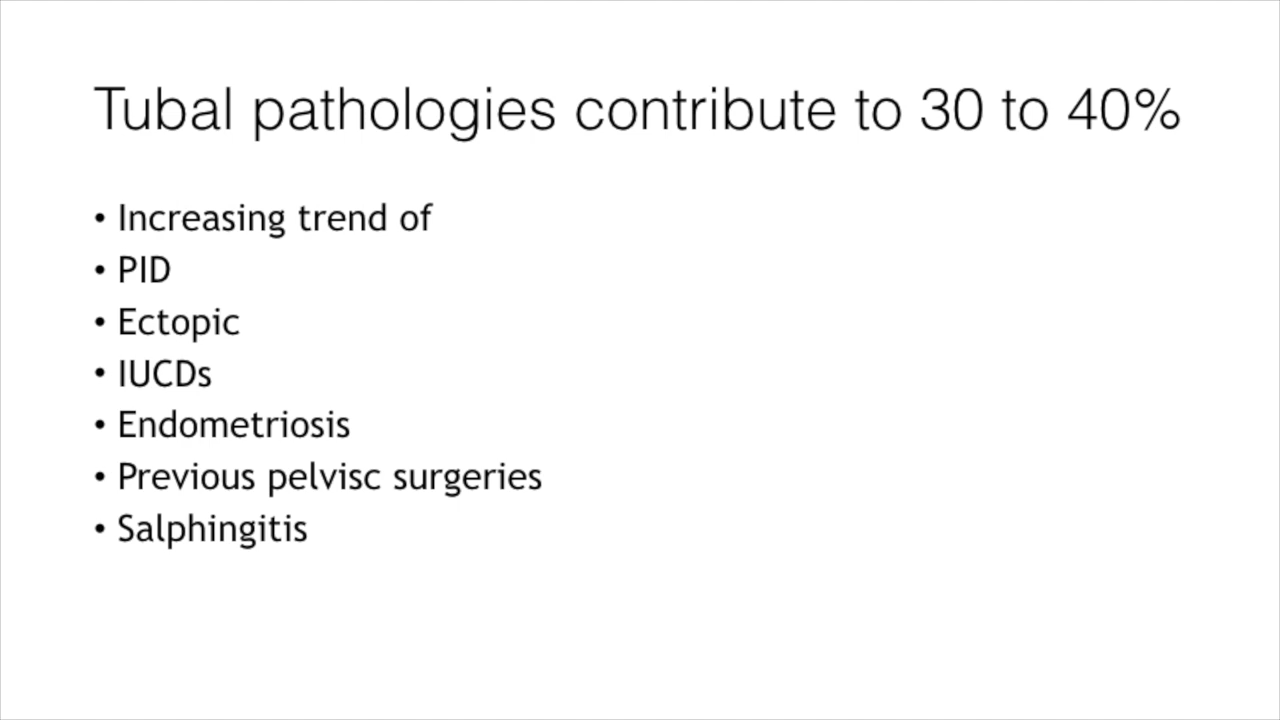 Tubal pathologies contribute to 30 to 40%
• Increasing trend of
• PID
• Ectopic
• IUCDs
• Endometriosis
• Previous pelvisc surgeries
• Salphingitis